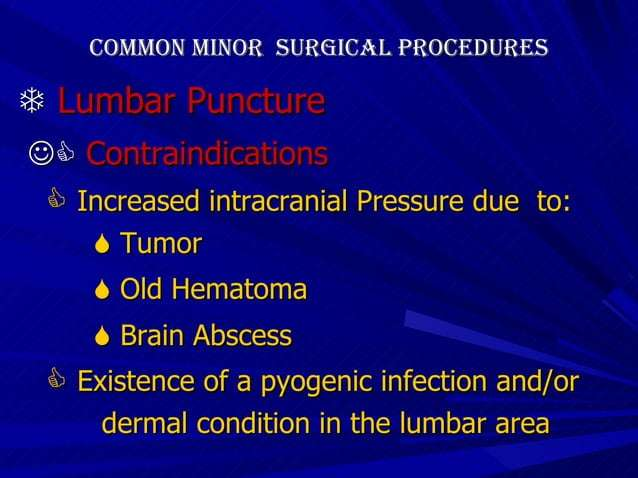 COMMON MINOR SURGICAL PROCEDURES
Lumbar Puncture
Contraindications
Increased intracranial Pressure due to:
Tumor
Old Hematoma
Brain Abscess
Existence of a pyogenic infection and/or
dermal condition in the lumbar area